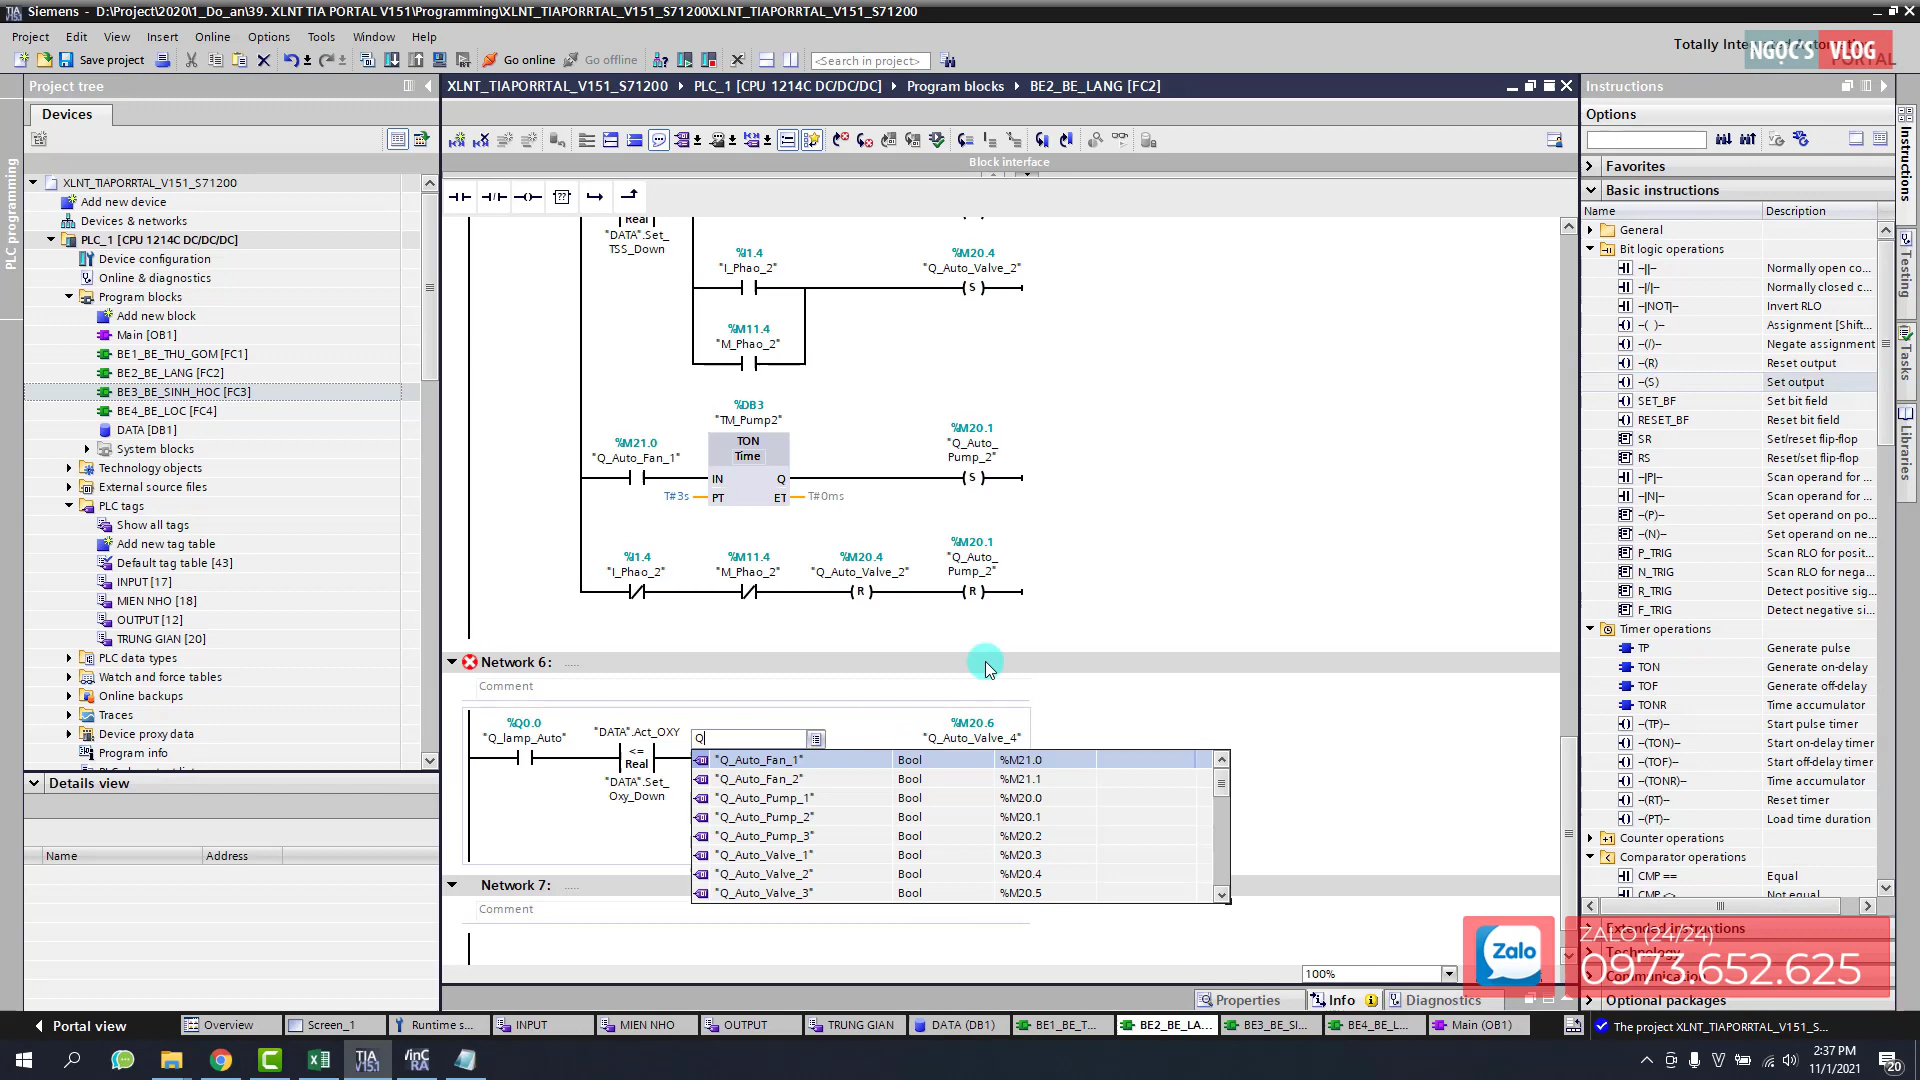 Siemens - D:\Project\2020\1_Do_an\39. XLNT TIA PORTAL V151\Programming\XLNT_TIAPORRTAL_V151_S71200\XLNT_TIAPORRTAL_V151_S71200
Project Edit View Insert Online Options Tools Window Help
NGỌC'S VLOG
PORTAL
Save project
Go online
Go offline
<Search in project>
Project tree
XLNT_TIAPORRTAL_V151_S71200 PLC_1 [CPU 1214C DC/DC/DC] Program blocks BE2_BE_LANG [FC2]
Instructions
Devices
Options
Block interface
Favorites
Basic instructions
Name Description
XLNT_TIAPORRTAL_V151_S71200
Add new device
Devices & networks
PLC_1 [CPU 1214C DC/DC/DC]
Device configuration
Online & diagnostics
Program blocks
Add new block
Main [OB1]
BE1_BE_THU_GOM [FC1]
BE2_BE_LANG [FC2]
BE3_BE_SINH_HOC [FC3]
BE4_BE_LOC [FC4]
DATA [DB1]
System blocks
Technology objects
External source files
PLC tags
Show all tags
Add new tag table
Default tag table [43]
INPUT [17]
MIEN NHO [18]
OUTPUT [12]
TRUNG GIAN [20]
PLC data types
Watch and force tables
Online backups
Traces
Device proxy data
Program info
Details view
Name Address
PLC programming
Real
"DATA".Set_
TSS_Down
%I1.4
"I_Phao_2"
%M20.4
"Q_Auto_Valve_2"
S
%M11.4
"M_Phao_2"
%DB3
"TM_Pump2"
TON
Time
%M21.0
"Q_Auto_Fan_1"
%M20.1
"Q_Auto_
Pump_2"
IN Q
S
T#3s PT ET T#0ms
%I1.4
"I_Phao_2"
%M11.4
"M_Phao_2"
%M20.4
"Q_Auto_Valve_2"
%M20.1
"Q_Auto_
Pump_2"
R
R
Network 6: .....
Comment
%Q0.0
"Q_lamp_Auto"
"DATA".Act_OXY
<=
Real
"DATA".Set_
Oxy_Down
Q
%M20.6
"Q_Auto_Valve_4"
"Q_Auto_Fan_1" Bool %M21.0
"Q_Auto_Fan_2" Bool %M21.1
"Q_Auto_Pump_1" Bool %M20.0
"Q_Auto_Pump_2" Bool %M20.1
"Q_Auto_Pump_3" Bool %M20.2
"Q_Auto_Valve_1" Bool %M20.3
"Q_Auto_Valve_2" Bool %M20.4
"Q_Auto_Valve_3" Bool %M20.5
Network 7: .....
Comment
100%
General
Bit logic operations
-||- Normally open co...
-|/|- Normally closed c...
-|NOT|- Invert RLO
-( )- Assignment [Shift...
-(/)- Negate assignment
-(R) Reset output
-(S) Set output
SET_BF Set bit field
RESET_BF Reset bit field
SR Set/reset flip-flop
RS Reset/set flip-flop
-|P|- Scan operand for ...
-|N|- Scan operand for ...
-(P)- Set operand on po...
-(N)- Set operand on ne...
P_TRIG Scan RLO for posit...
N_TRIG Scan RLO for nega...
R_TRIG Detect positive sig...
F_TRIG Detect negative si...
Timer operations
TP Generate pulse
TON Generate on-delay
TOF Generate off-delay
TONR Time accumulator
-(TP)- Start pulse timer
-(TON)- Start on-delay timer
-(TOF)- Start off-delay timer
-(TONR)- Time accumulator
-(RT)- Reset timer
-(PT)- Load time duration
Counter operations
Comparator operations
CMP == Equal
CMP <> Not equal
Extended instructions
Technology
Communication
Optional packages
Instructions
Testing
Tasks
Libraries
Zalo
ZALO (24/24)
0973.652.625
Properties Info Diagnostics
Portal view Overview Screen_1 Runtime s... INPUT MIEN NHO OUTPUT TRUNG GIAN DATA (DB1) BE1_BE_T... BE2_BE_LA... BE3_BE_SI... BE4_BE_L... Main (OB1) The project XLNT_TIAPORRTAL_V151_S...
TIA V15.1
WinC RA
2:37 PM
11/1/2021
20